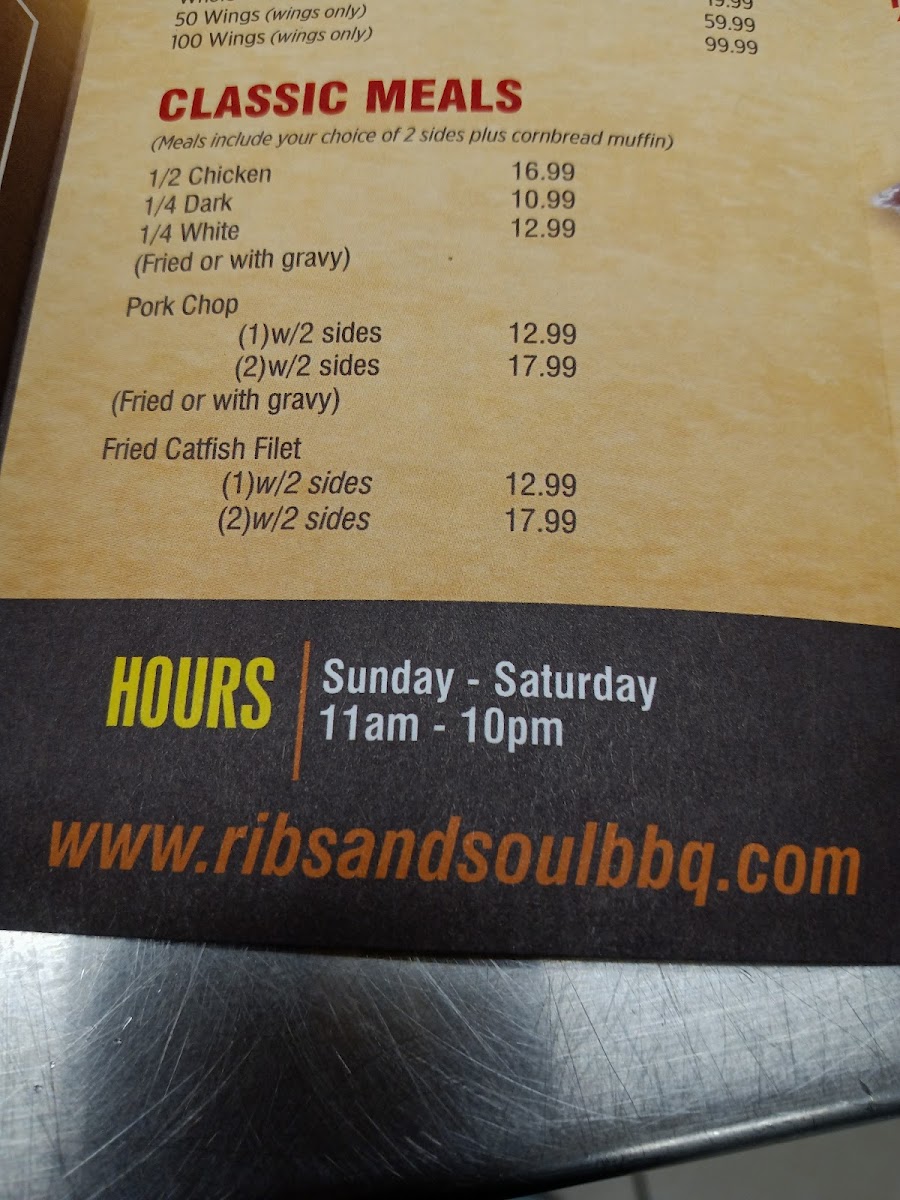 50 Wings (wings only) 59.99
100 Wings (wings only) 99.99
CLASSIC MEALS
(Meals include your choice of 2 sides plus cornbread muffin)
1/2 Chicken 16.99
1/4 Dark 10.99
1/4 White 12.99
(Fried or with gravy)
Pork Chop
(1)w/2 sides 12.99
(2)w/2 sides 17.99
(Fried or with gravy)
Fried Catfish Filet
(1)w/2 sides 12.99
(2)w/2 sides 17.99
HOURS
Sunday - Saturday
11am - 10pm
www.ribsandsoulbbq.com